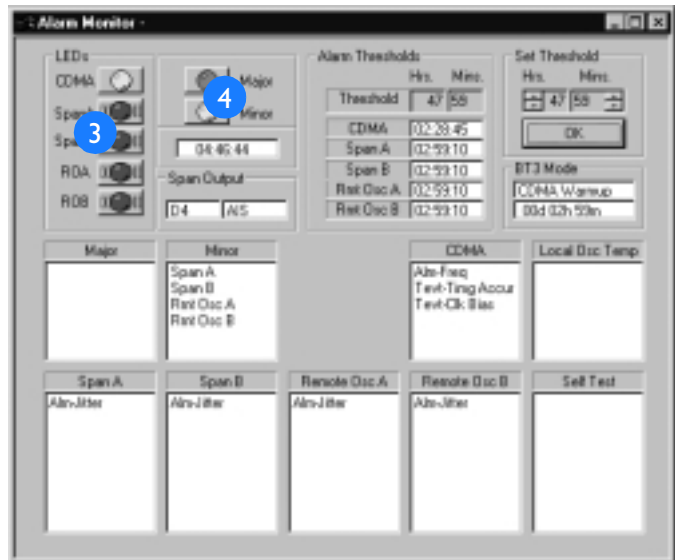 Alarm Monitor -
LEDs
CDMA
Span
3
Sp
RDA
ROB
4
Major
Minor
04:46:44
Span Output
D4 AIS
Alarm Thresholds
Hrs. Mins.
Threshold 47 59
CDMA 02:28:45
Span A 02:59:10
Span B 02:59:10
Rmt Osc A 02:59:10
Rmt Osc B 02:59:10
Set Threshold
Hrs. Mins.
47 59
OK
BT3 Mode
CDMA Warmup
00d 02h 59m
Major
Minor
Span A
Span B
Rmt Osc A
Rmt Osc B
CDMA
Alm-Freq
Tevt-Timg Accur
Tevt-Clk Bias
Local Osc Temp
Span A
Alm-Jitter
Span B
Alm-Jitter
Remote Osc A
Alm-Jitter
Remote Osc B
Alm-Jitter
Self Test